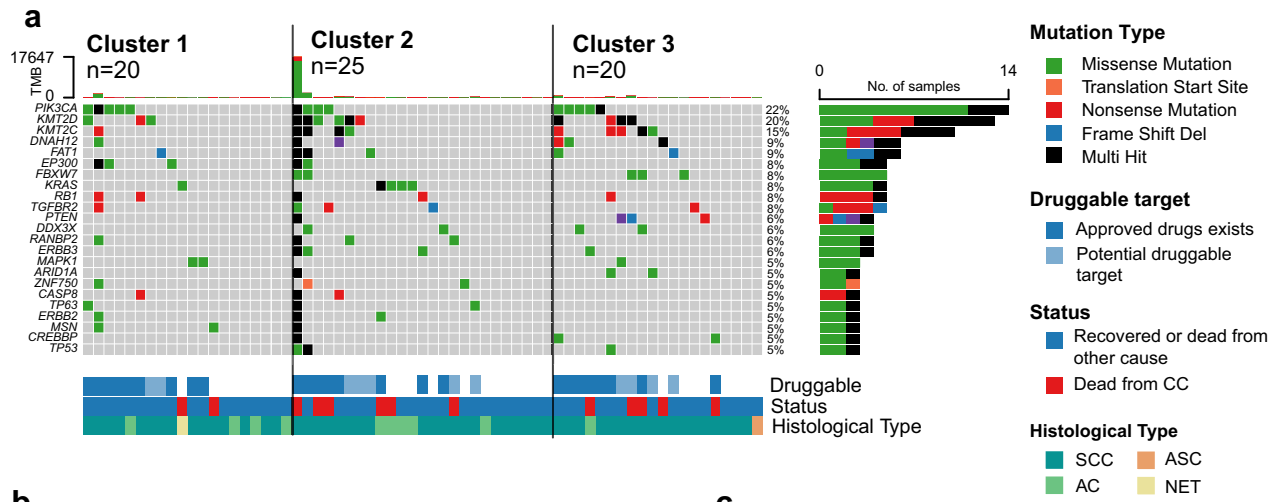 a
Cluster 1
n=20
Cluster 2
n=25
Cluster 3
n=20
17647
TMB
0
PIK3CA 22%
KMT2D 20%
KMT2C 15%
DNAH12 9%
FAT1 9%
EP300 8%
FBXW7 8%
KRAS 8%
RB1 8%
TGFBR2 8%
PTEN 6%
DDX3X 6%
RANBP2 6%
ERBB3 6%
MAPK1 5%
ARID1A 5%
ZNF750 5%
CASP8 5%
TP63 5%
ERBB2 5%
MSN 5%
CREBBP 5%
TP53 5%
Druggable
Status
Histological Type
0 14
No. of samples
Mutation Type
Missense Mutation
Translation Start Site
Nonsense Mutation
Frame Shift Del
Multi Hit
Druggable target
Approved drugs exists
Potential druggable
target
Status
Recovered or dead from
other cause
Dead from CC
Histological Type
SCC ASC
AC NET